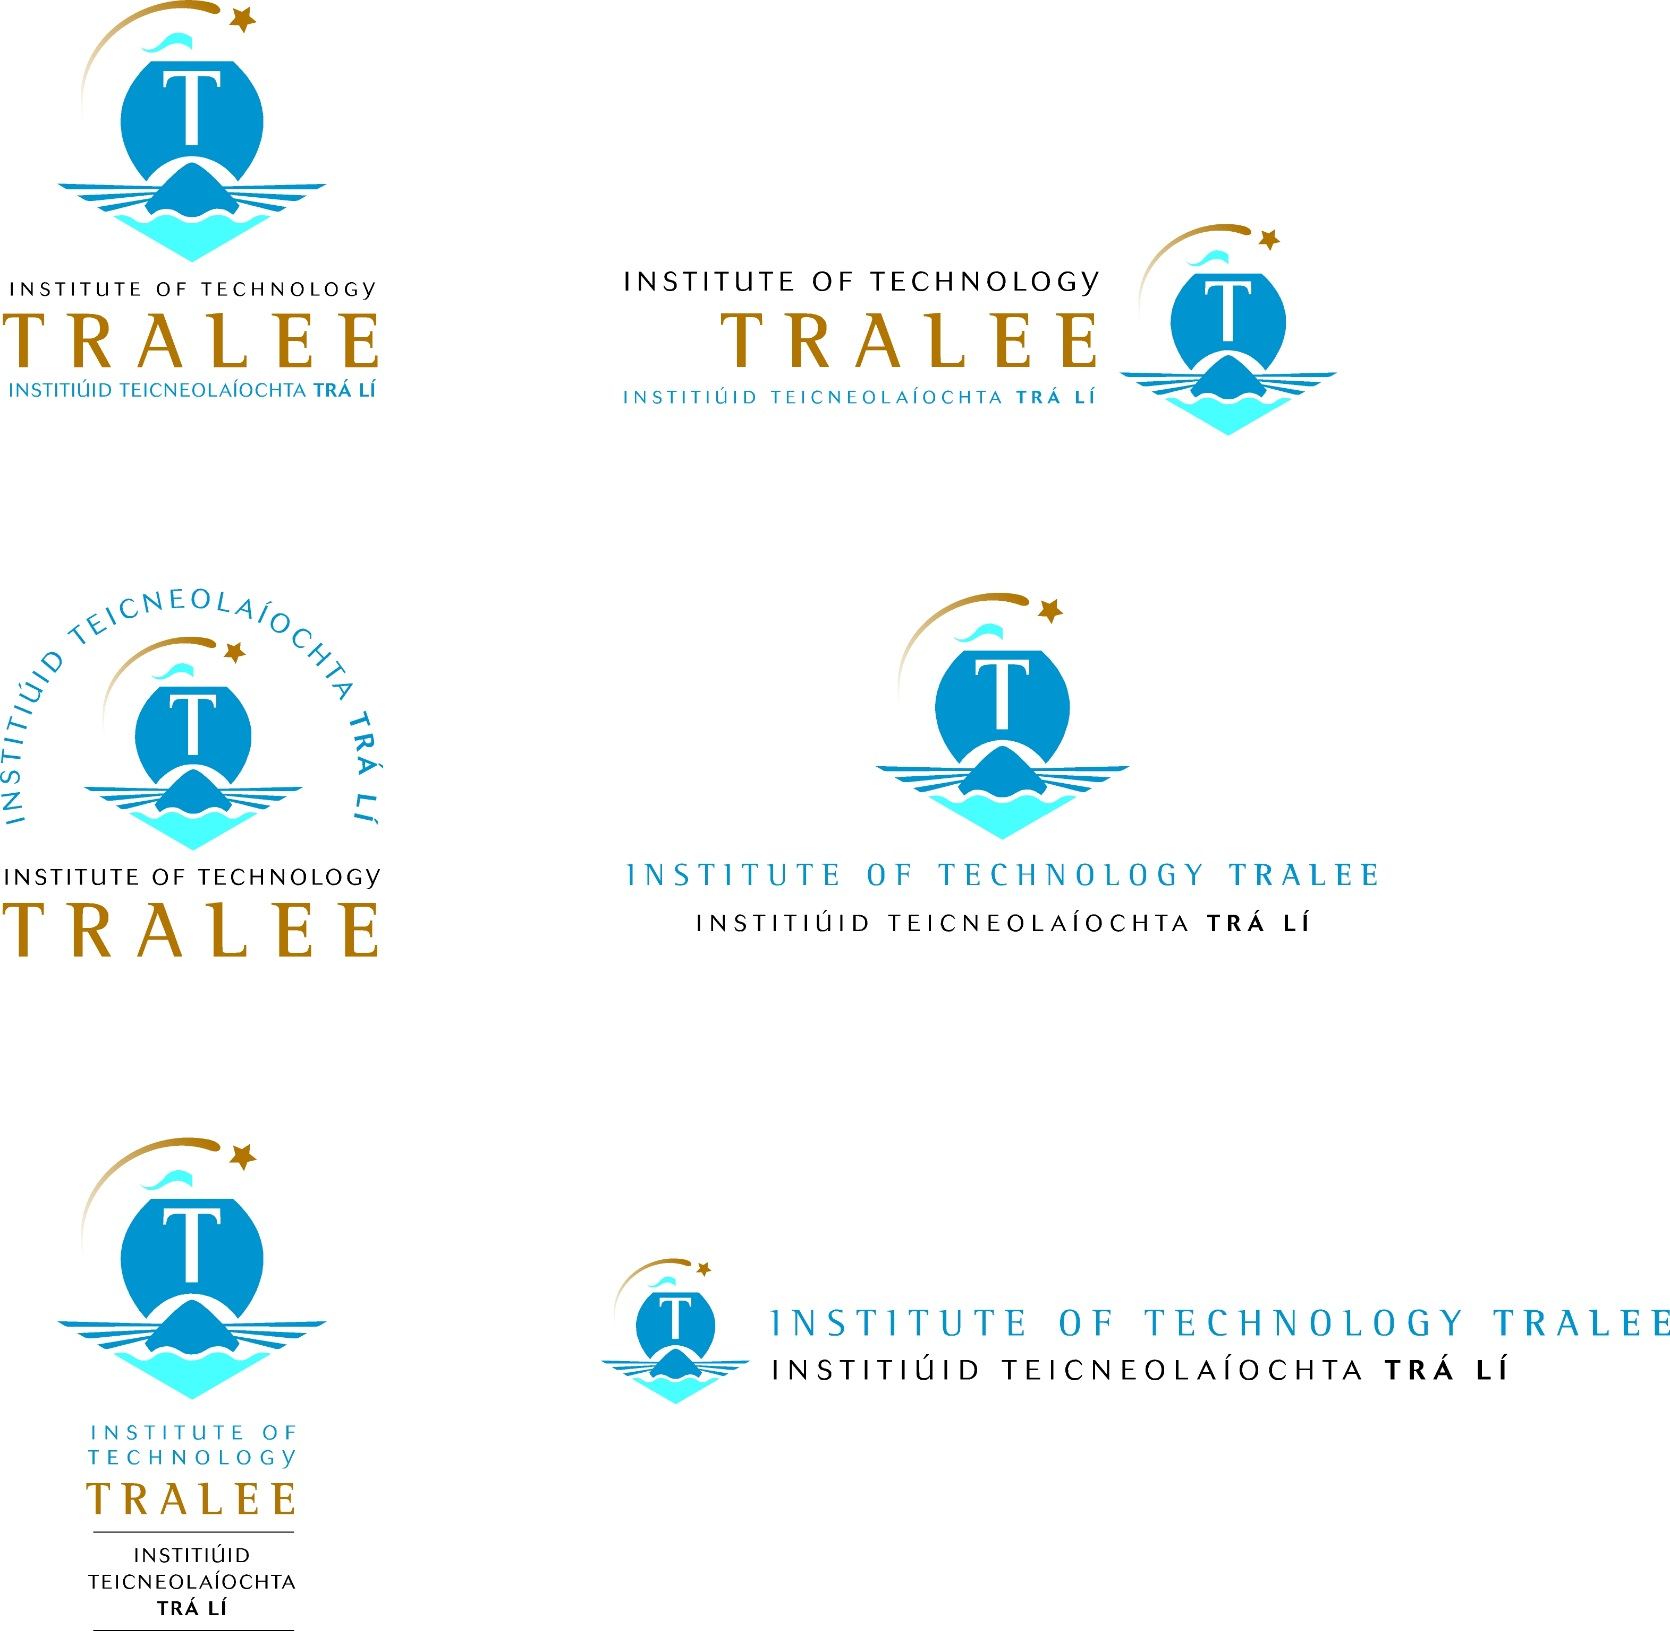 T
INSTITUTE OF TECHNOLOGY
TRALEE
INSTITIÚID TEICNEOLAÍOCHTA TRÁ LÍ
INSTITUTE OF TECHNOLOGY
TRALEE
INSTITIÚID TEICNEOLAÍOCHTA TRÁ LÍ
T
INSTITIÚID TEICNEOLAÍOCHTA TRÁ LÍ
T
INSTITUTE OF TECHNOLOGY
TRALEE
T
INSTITUTE OF TECHNOLOGY TRALEE
INSTITIÚID TEICNEOLAÍOCHTA TRÁ LÍ
T
INSTITUTE OF
TECHNOLOGY
TRALEE
INSTITIÚID
TEICNEOLAÍOCHTA
TRÁ LÍ
T
INSTITUTE OF TECHNOLOGY TRALEE
INSTITIÚID TEICNEOLAÍOCHTA TRÁ LÍ